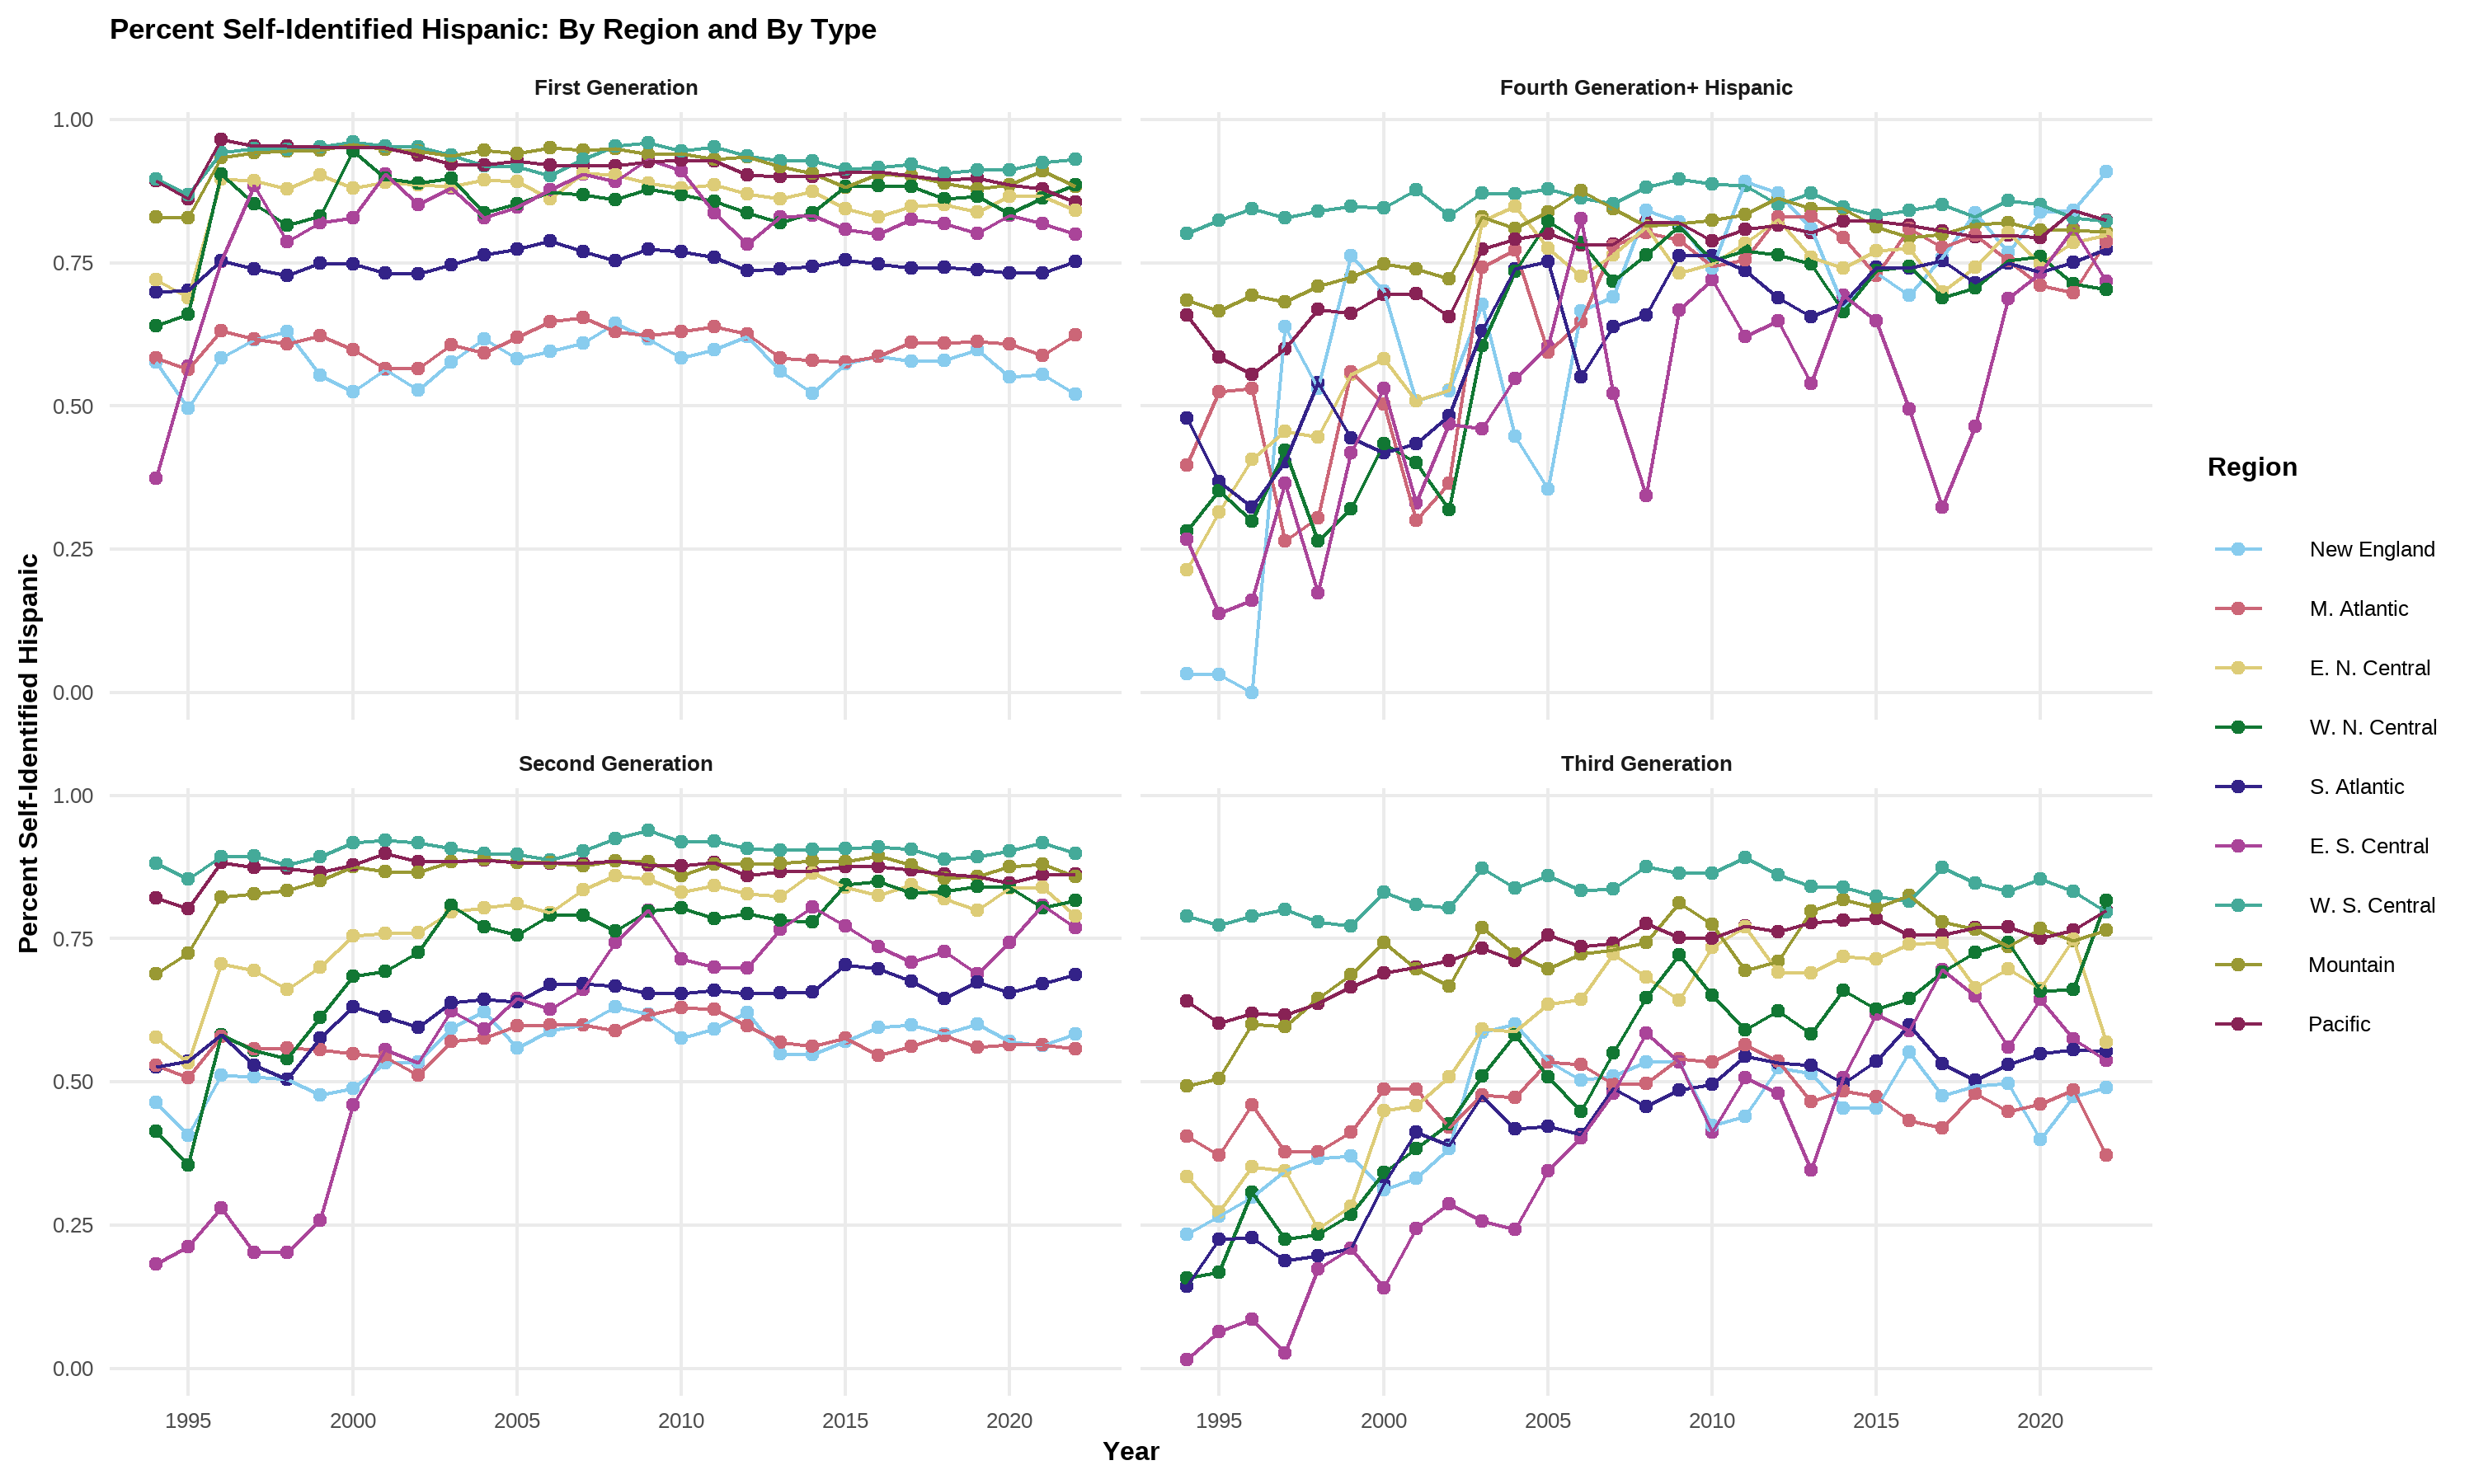 Percent Self-Identified Hispanic: By Region and By Type
First Generation
Fourth Generation+ Hispanic
1.00
0.75
0.50
0.25
0.00
Second Generation
Third Generation
1.00
0.75
0.50
0.25
0.00
1995 2000 2005 2010 2015 2020
1995 2000 2005 2010 2015 2020
Year
Percent Self-Identified Hispanic
Region
New England
M. Atlantic
E. N. Central
W. N. Central
S. Atlantic
E. S. Central
W. S. Central
Mountain
Pacific